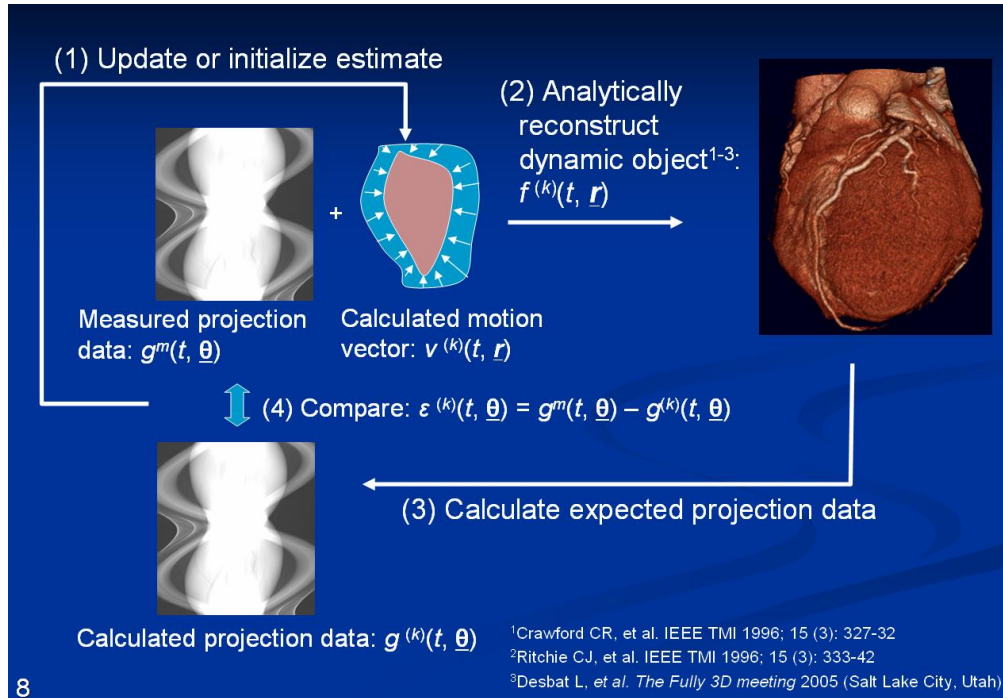 (1) Update or initialize estimate
(2) Analytically
reconstruct
dynamic object¹⁻³:
f ⁽ᵏ⁾(t, r)
+
Measured projection
data: gᵐ(t, θ)
Calculated motion
vector: v ⁽ᵏ⁾(t, r)
(4) Compare: ε ⁽ᵏ⁾(t, θ) = gᵐ(t, θ) – g⁽ᵏ⁾(t, θ)
(3) Calculate expected projection data
Calculated projection data: g ⁽ᵏ⁾(t, θ)
¹Crawford CR, et al. IEEE TMI 1996; 15 (3): 327-32
²Ritchie CJ, et al. IEEE TMI 1996; 15 (3): 333-42
³Desbat L, et al. The Fully 3D meeting 2005 (Salt Lake City, Utah)
8